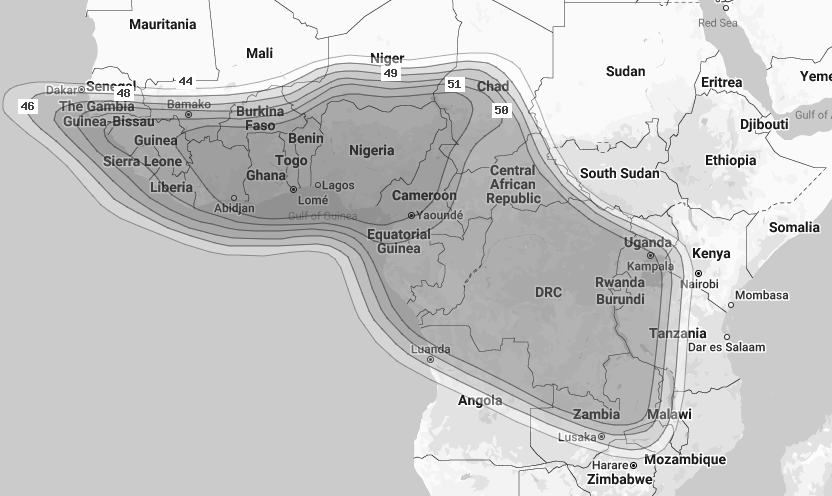 Mauritania
Red Sea
Mali
Niger
Sudan
Yeme
44
49
Eritrea
Dakar
Senegal
48
51
Chad
46
The Gambia
Bamako
Burkina
Faso
50
Gulf of
Guinea-Bissau
Djibouti
Guinea
Benin
Nigeria
Sierra Leone
Togo
Ethiopia
Ghana
Central
African
Republic
South Sudan
Liberia
Lagos
Cameroon
Lomé
Abidjan
Gulf of Guinea
Yaoundé
Somalia
Equatorial
Guinea
Uganda
Kenya
Kampala
Rwanda
Nairobi
DRC
Burundi
Mombasa
Tanzania
Dar es Salaam
Luanda
Angola
Zambia
Malawi
Lusaka
Mozambique
Harare
Zimbabwe